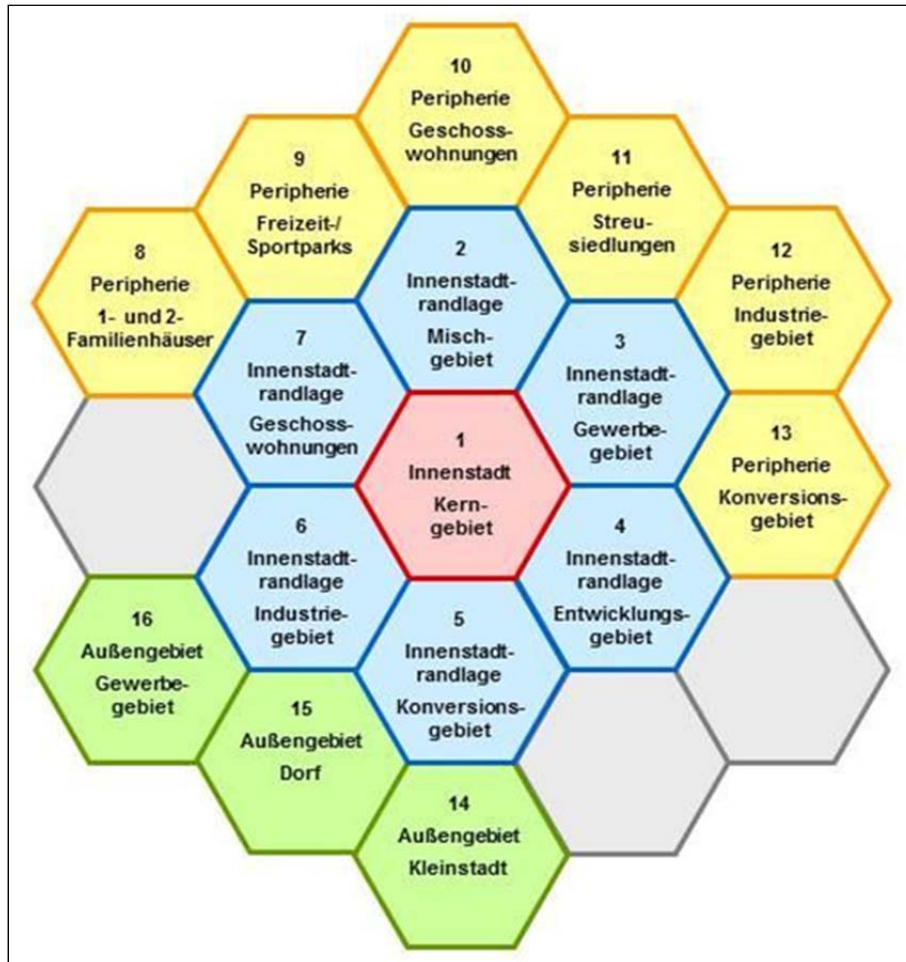 10
Peripherie
Geschoss-
wohnungen
9
Peripherie
Freizeit-/
Sportparks
11
Peripherie
Streu-
siedlungen
8
Peripherie
1- und 2-
Familienhäuser
2
Innenstadt-
randlage
Misch-
gebiet
12
Peripherie
Industrie-
gebiet
7
Innenstadt-
randlage
Geschoss-
wohnungen
3
Innenstadt-
randlage
Gewerbe-
gebiet
1
Innenstadt
Kern-
gebiet
13
Peripherie
Konversions-
gebiet
6
Innenstadt-
randlage
Industrie-
gebiet
4
Innenstadt-
randlage
Entwicklungs-
gebiet
5
Innenstadt-
randlage
Konversions-
gebiet
16
Außengebiet
Gewerbe-
gebiet
15
Außengebiet
Dorf
14
Außengebiet
Kleinstadt